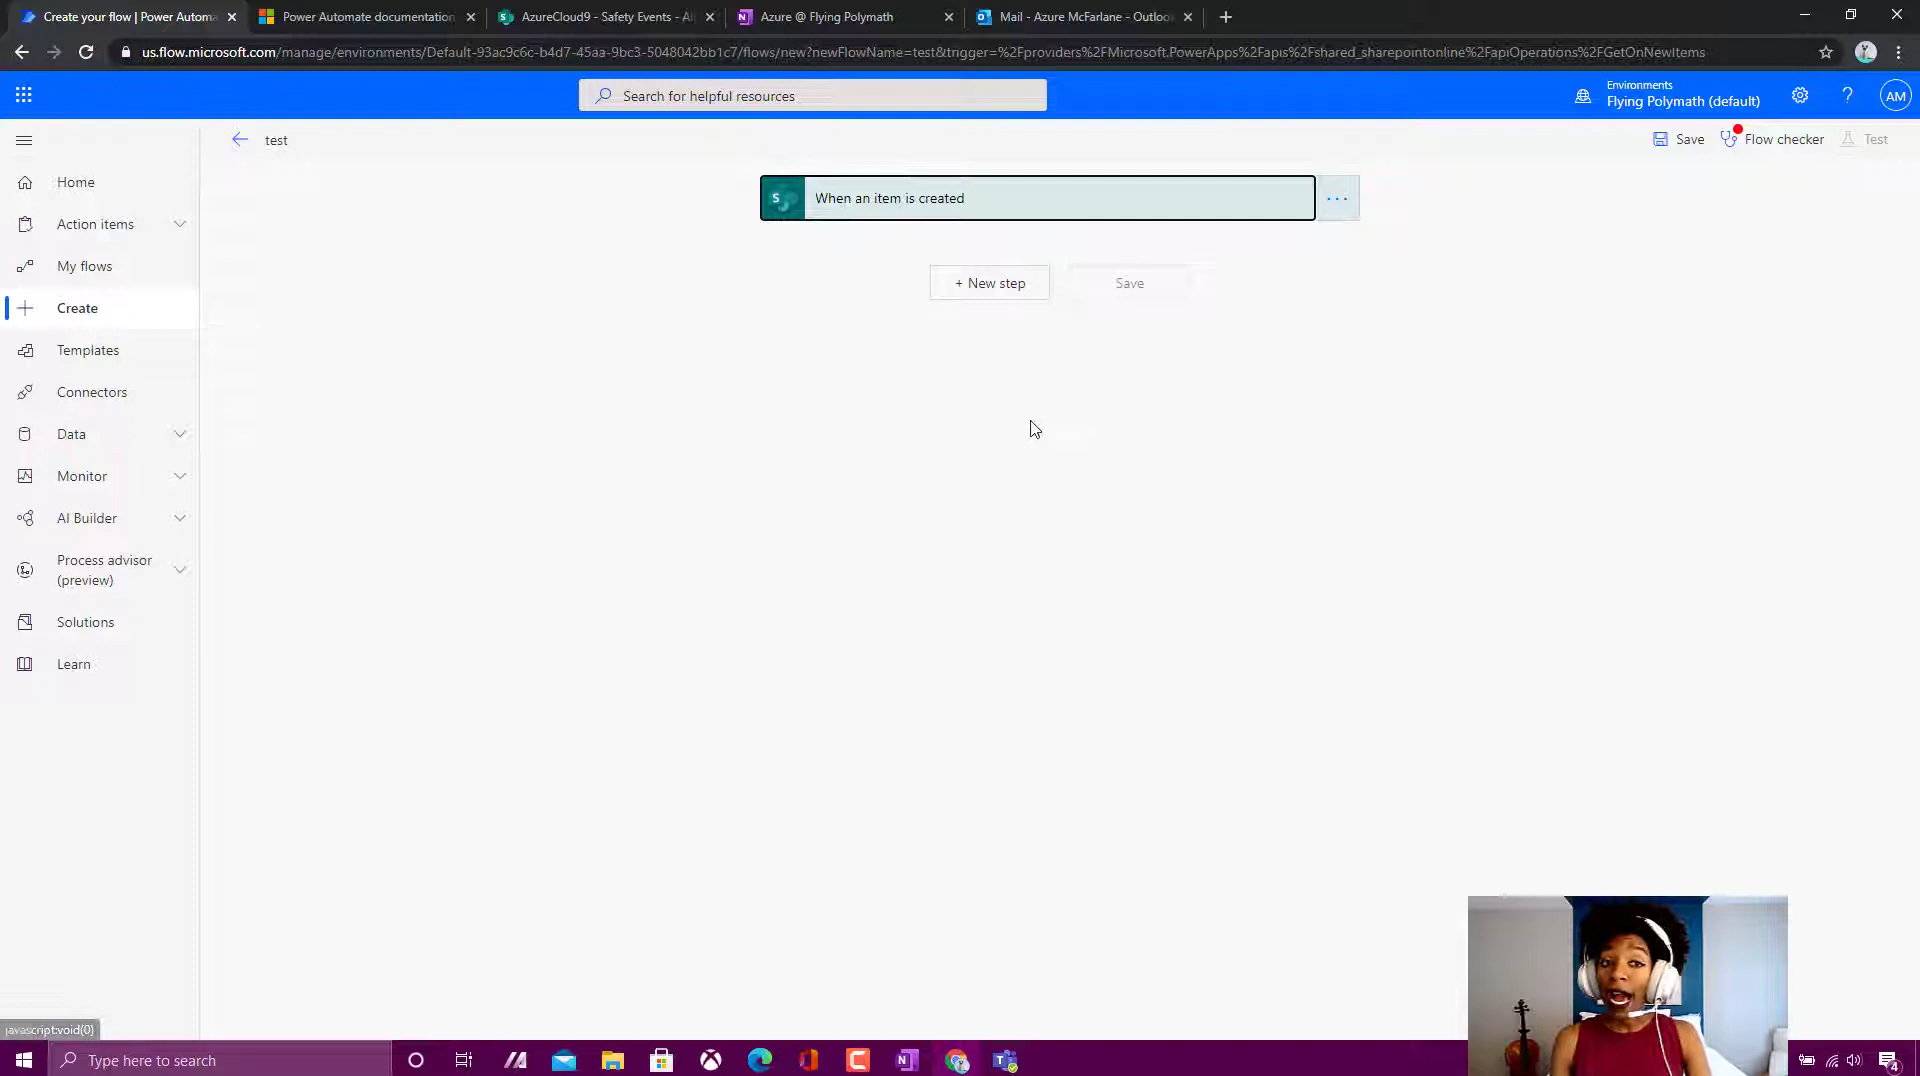 Create your flow | Power Automa
Power Automate documentation
AzureCloud9 - Safety Events - Al
Azure @ Flying Polymath
Mail - Azure McFarlane - Outloo
us.flow.microsoft.com/manage/environments/Default-93ac9c6c-b4d7-45aa-9bc3-5048042bb1c7/flows/new?newFlowName=test&trigger=%2Fproviders%2FMicrosoft.PowerApps%2Fapis%2Fshared_sharepointonline%2FapiOperations%2FGetOnNewItems
Search for helpful resources
Environments
Flying Polymath (default)
AM
test
Save
Flow checker
Test
Home
Action items
My flows
Create
Templates
Connectors
Data
Monitor
AI Builder
Process advisor
(preview)
Solutions
Learn
When an item is created
+ New step
Save
javascript:void(0)
Type here to search
4